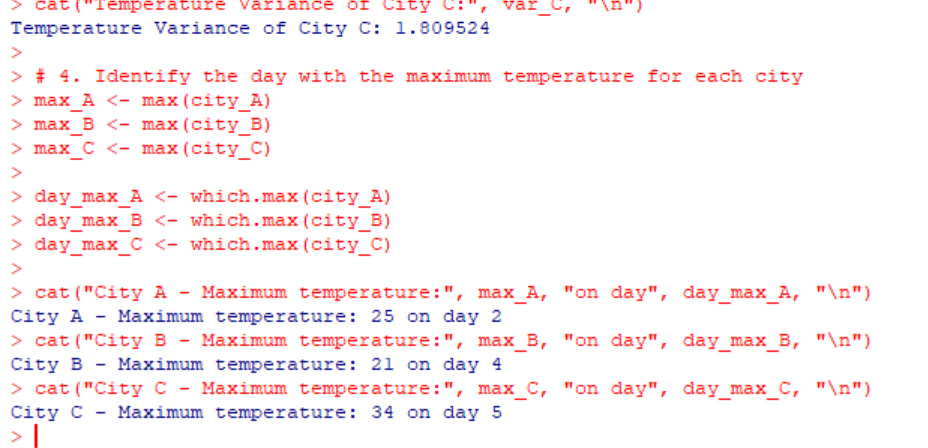 > cat("Temperature Variance of City C:", var_C, "\n")
Temperature Variance of City C: 1.809524
>
> # 4. Identify the day with the maximum temperature for each city
> max_A <- max(city_A)
> max_B <- max(city_B)
> max_C <- max(city_C)
>
> day_max_A <- which.max(city_A)
> day_max_B <- which.max(city_B)
> day_max_C <- which.max(city_C)
>
> cat("City A - Maximum temperature:", max_A, "on day", day_max_A, "\n")
City A - Maximum temperature: 25 on day 2
> cat("City B - Maximum temperature:", max_B, "on day", day_max_B, "\n")
City B - Maximum temperature: 21 on day 4
> cat("City C - Maximum temperature:", max_C, "on day", day_max_C, "\n")
City C - Maximum temperature: 34 on day 5
>